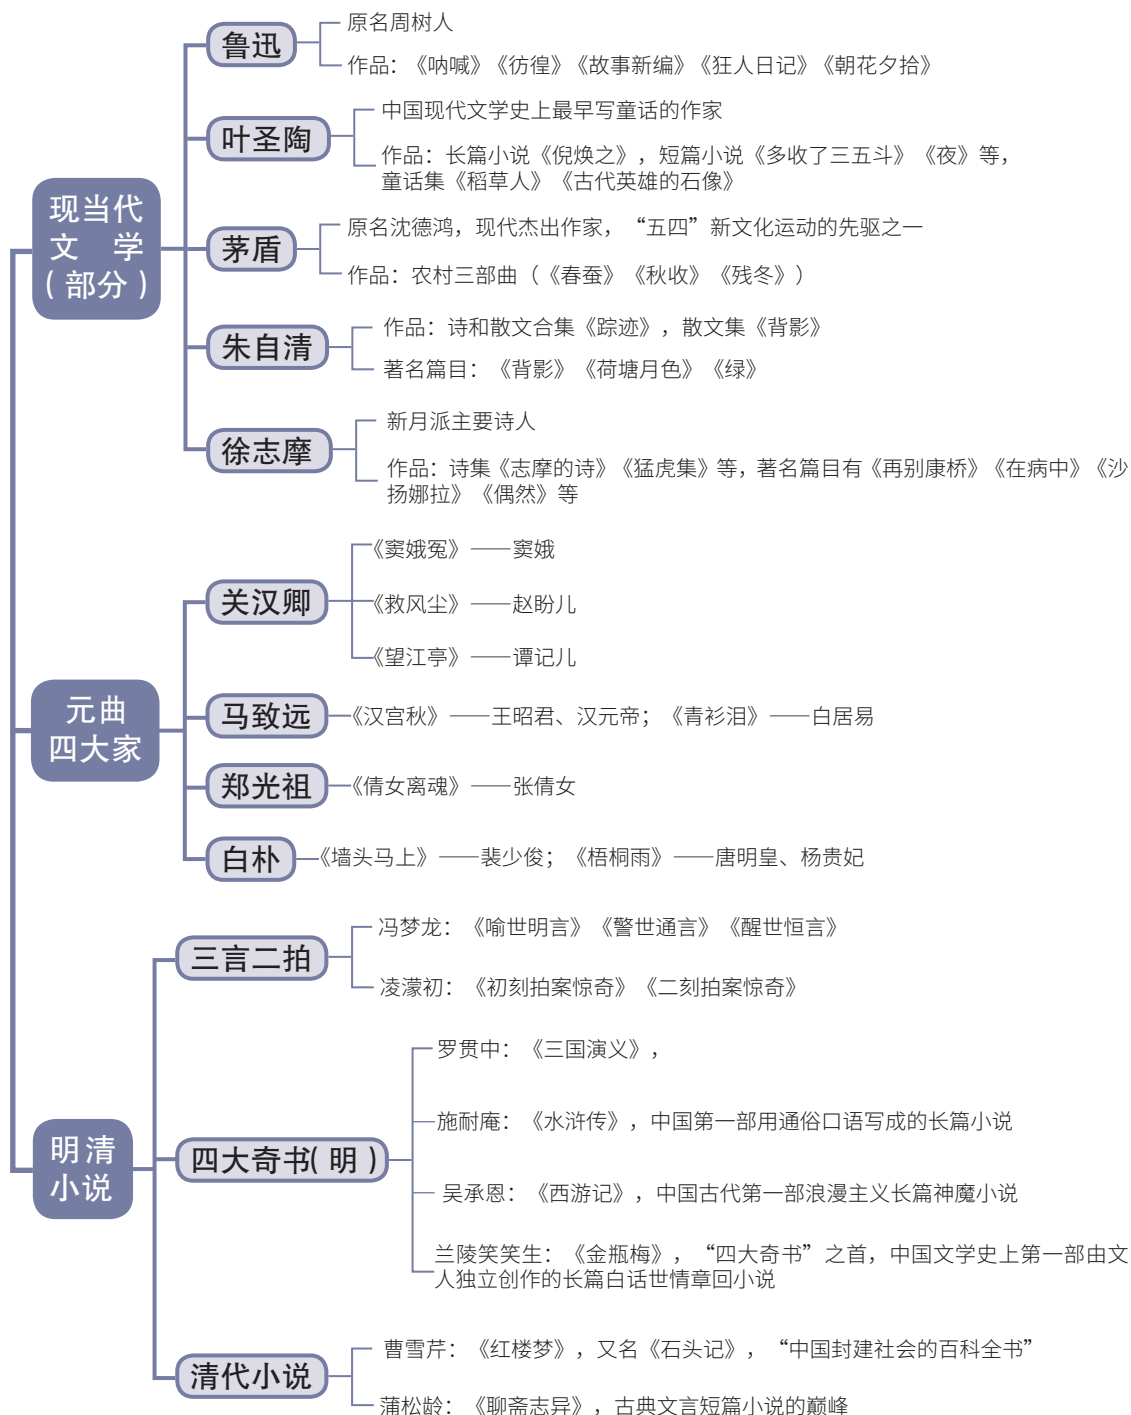 现当代
文学
（部分）
鲁迅
原名周树人
作品：《呐喊》《彷徨》《故事新编》《狂人日记》《朝花夕拾》
叶圣陶
中国现代文学史上最早写童话的作家
作品：长篇小说《倪焕之》，短篇小说《多收了三五斗》《夜》等，
童话集《稻草人》《古代英雄的石像》
茅盾
原名沈德鸿，现代杰出作家，“五四”新文化运动的先驱之一
作品：农村三部曲（《春蚕》《秋收》《残冬》）
朱自清
作品：诗和散文合集《踪迹》，散文集《背影》
著名篇目：《背影》《荷塘月色》《绿》
徐志摩
新月派主要诗人
作品：诗集《志摩的诗》《猛虎集》等，著名篇目有《再别康桥》《在病中》《沙
扬娜拉》《偶然》等
元曲
四大家
关汉卿
《窦娥冤》——窦娥
《救风尘》——赵盼儿
《望江亭》——谭记儿
马致远
《汉宫秋》——王昭君、汉元帝；《青衫泪》——白居易
郑光祖
《倩女离魂》——张倩女
白朴
《墙头马上》——裴少俊；《梧桐雨》——唐明皇、杨贵妃
明清
小说
三言二拍
冯梦龙：《喻世明言》《警世通言》《醒世恒言》
凌濛初：《初刻拍案惊奇》《二刻拍案惊奇》
四大奇书（明）
罗贯中：《三国演义》，
施耐庵：《水浒传》，中国第一部用通俗口语写成的长篇小说
吴承恩：《西游记》，中国古代第一部浪漫主义长篇神魔小说
兰陵笑笑生：《金瓶梅》，“四大奇书”之首，中国文学史上第一部由文
人独立创作的长篇白话世情章回小说
清代小说
曹雪芹：《红楼梦》，又名《石头记》，“中国封建社会的百科全书”
蒲松龄：《聊斋志异》，古典文言短篇小说的巅峰